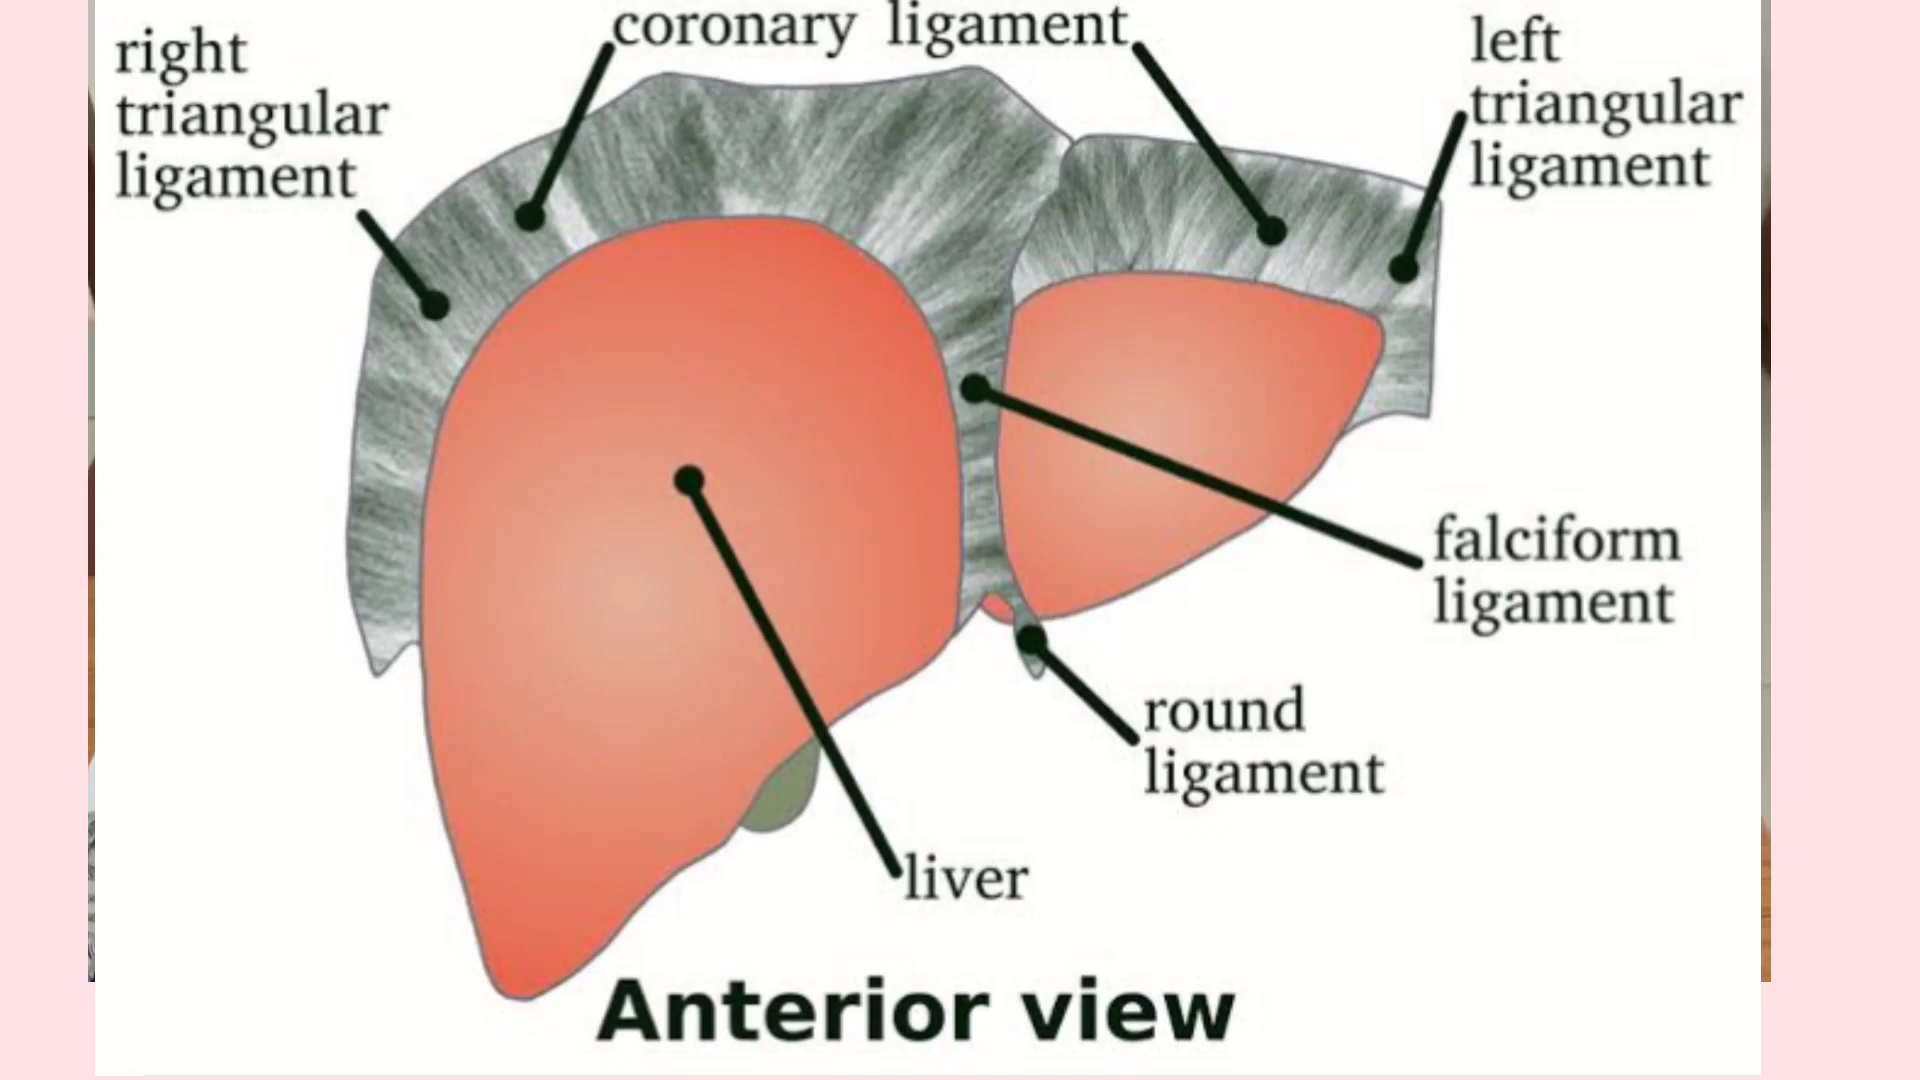 coronary ligament
right
triangular
ligament
left
triangular
ligament
falciform
ligament
round
ligament
liver
Anterior view